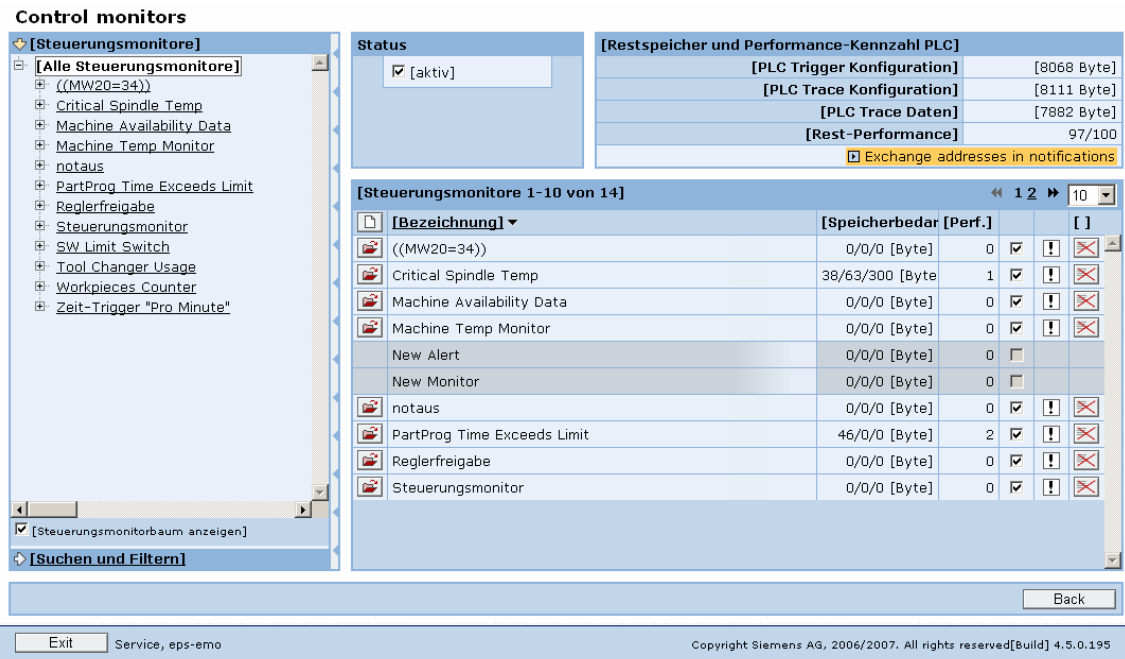 Control monitors
[Steuerungsmonitore]
[Alle Steuerungsmonitore]
((MW20=34))
Critical Spindle Temp
Machine Availability Data
Machine Temp Monitor
notaus
PartProg Time Exceeds Limit
Reglerfreigabe
Steuerungsmonitor
SW Limit Switch
Tool Changer Usage
Workpieces Counter
Zeit-Trigger "Pro Minute"
[Steuerungsmonitorbaum anzeigen]
[Suchen und Filtern]
Status
[aktiv]
[Restspeicher und Performance-Kennzahl PLC]
[PLC Trigger Konfiguration] [8068 Byte]
[PLC Trace Konfiguration] [8111 Byte]
[PLC Trace Daten] [7882 Byte]
[Rest-Performance] 97/100
Exchange addresses in notifications
[Steuerungsmonitore 1-10 von 14] 1 2 10
[Bezeichnung] [Speicherbedar [Perf.] [ ]
((MW20=34)) 0/0/0 [Byte] 0 !
Critical Spindle Temp 38/63/300 [Byte 1 !
Machine Availability Data 0/0/0 [Byte] 0 !
Machine Temp Monitor 0/0/0 [Byte] 0 !
New Alert 0/0/0 [Byte] 0
New Monitor 0/0/0 [Byte] 0
notaus 0/0/0 [Byte] 0 !
PartProg Time Exceeds Limit 46/0/0 [Byte] 2 !
Reglerfreigabe 0/0/0 [Byte] 0 !
Steuerungsmonitor 0/0/0 [Byte] 0 !
Back
Exit Service, eps-emo Copyright Siemens AG, 2006/2007. All rights reserved[Build] 4.5.0.195